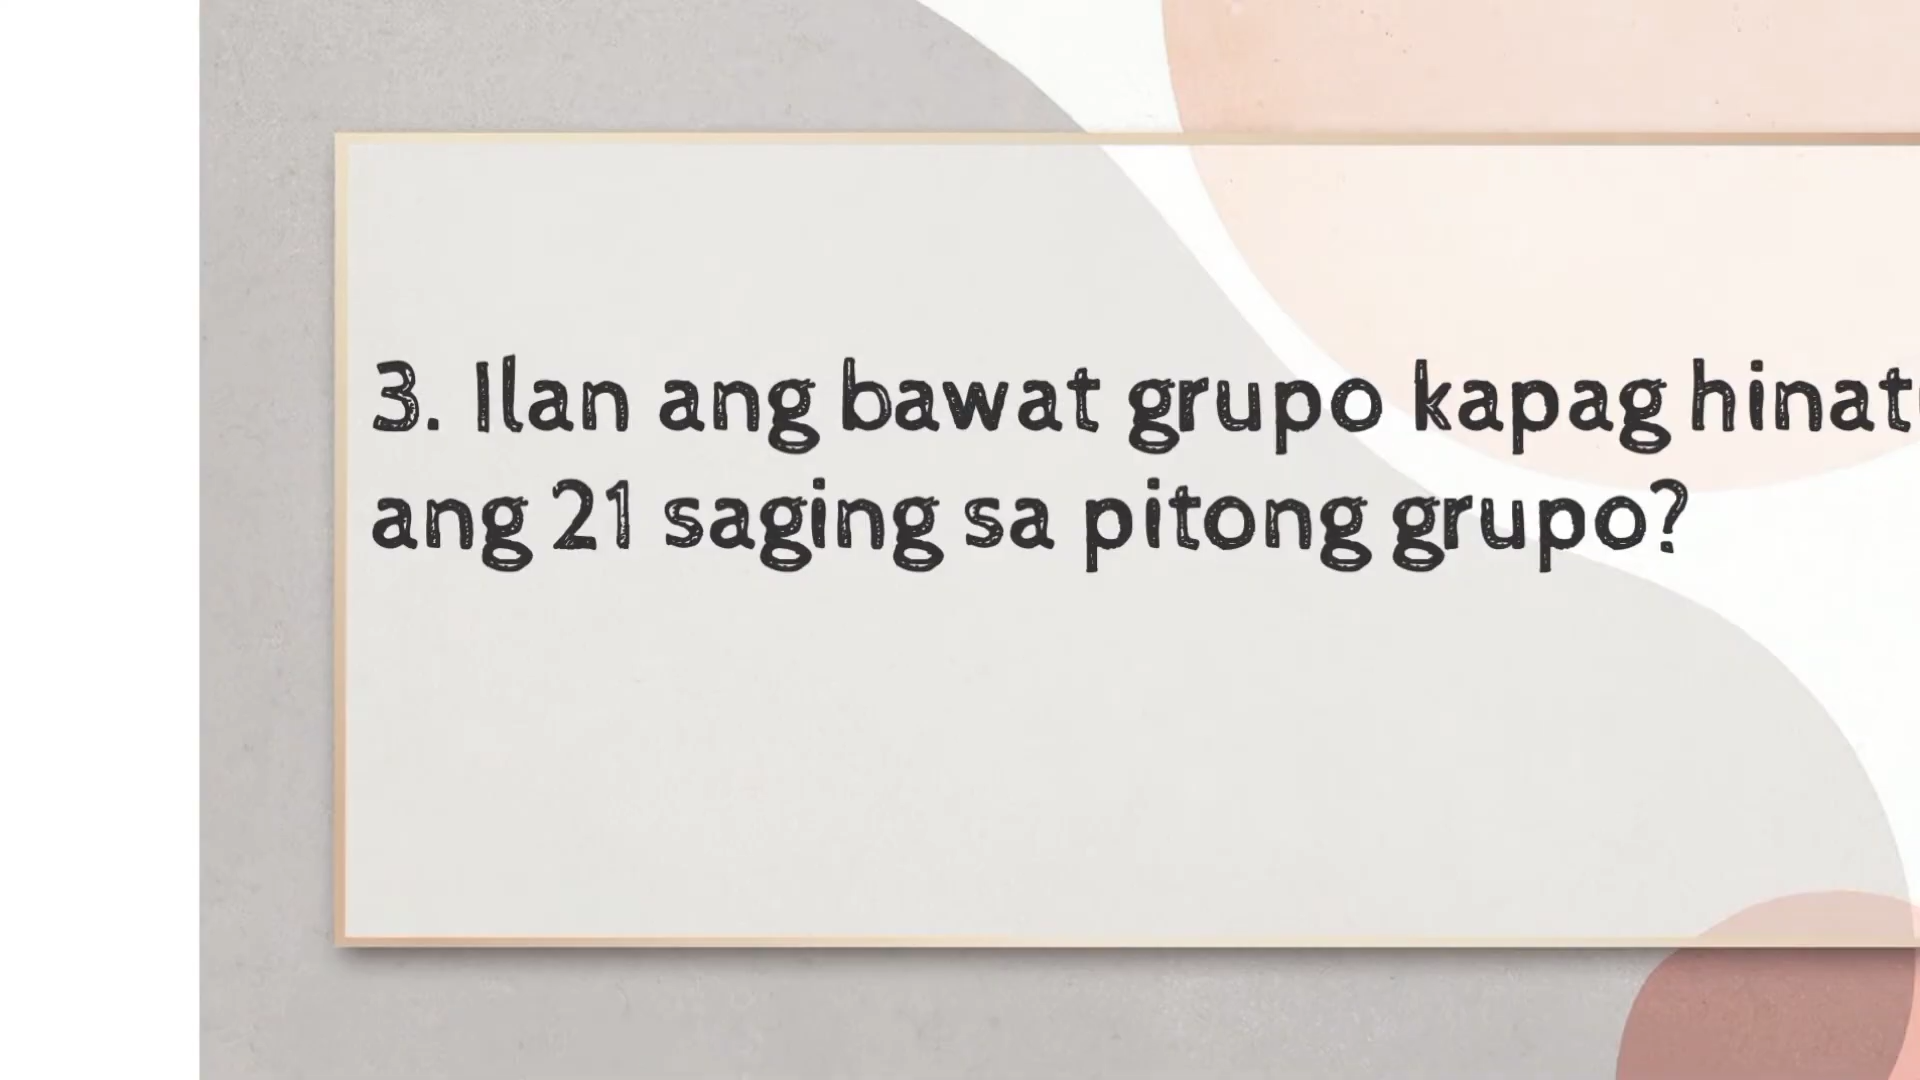 3. Ilan ang bawat grupo kapag
ang 21 saging sa pitong grupo?